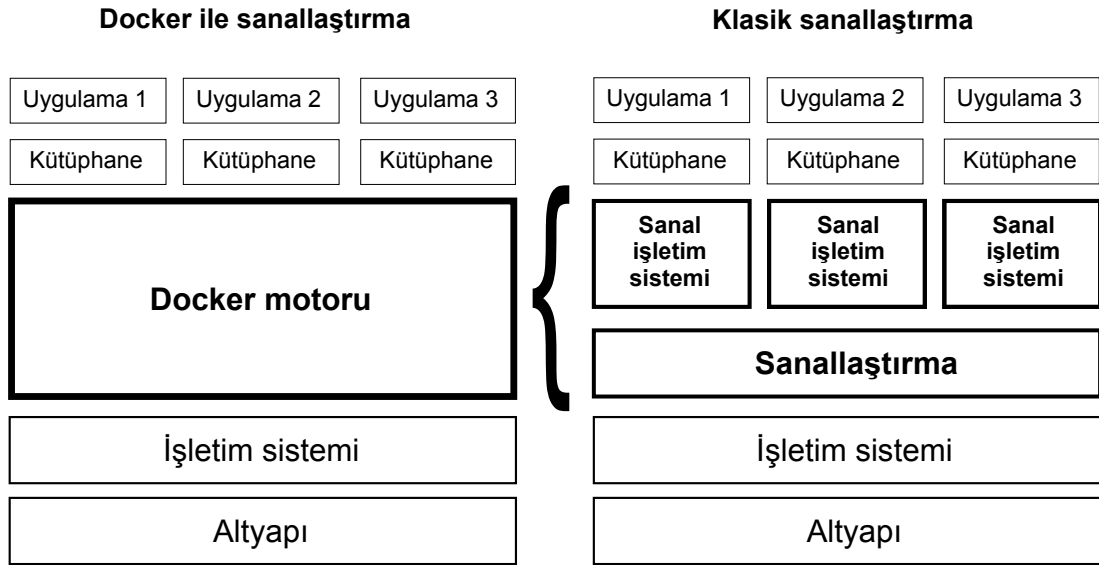 Docker ile sanallaştırma
Uygulama 1
Uygulama 2
Uygulama 3
Kütüphane
Kütüphane
Kütüphane
Docker motoru
İşletim sistemi
Altyapı
Klasik sanallaştırma
Uygulama 1
Uygulama 2
Uygulama 3
Kütüphane
Kütüphane
Kütüphane
Sanal
işletim
sistemi
Sanal
işletim
sistemi
Sanal
işletim
sistemi
Sanallaştırma
İşletim sistemi
Altyapı